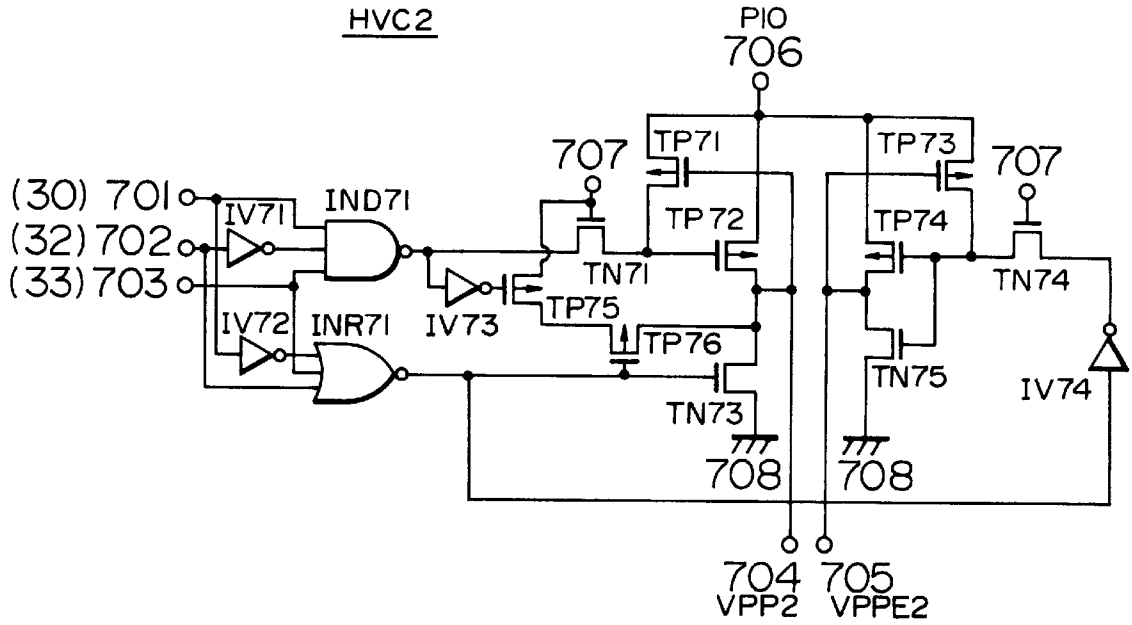 HVC2
PIO
706
TP71
TP73
707
707
(30) 701
IND71
IV71
(32) 702
TP72
TP74
(33) 703
TN71
TN74
TP75
IV73
IV72
INR71
TP76
TN75
TN73
IV74
708
708
704
705
VPP2
VPPE2